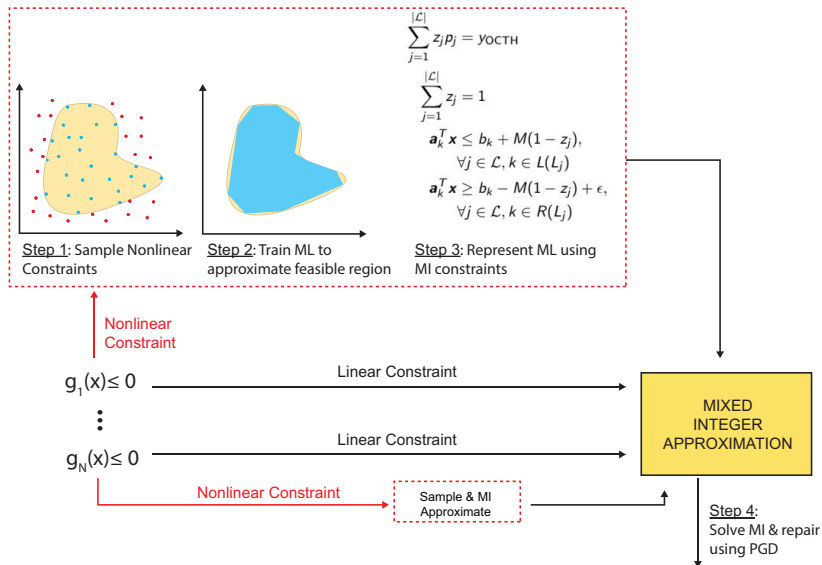 |𝓛|
∑ z_j p_j = y_OCTH
j=1
|𝓛|
∑ z_j = 1
j=1
a_k^T x ≤ b_k + M(1 − z_j),
∀j ∈ 𝓛, k ∈ L(L_j)
a_k^T x ≥ b_k − M(1 − z_j) + ϵ,
∀j ∈ 𝓛, k ∈ R(L_j)
Step 1: Sample Nonlinear
Constraints
Step 2: Train ML to
approximate feasible region
Step 3: Represent ML using
MI constraints
Nonlinear
Constraint
g_1(x) ≤ 0
Linear Constraint
⋮
g_N(x) ≤ 0
Linear Constraint
Nonlinear Constraint
Sample & MI
Approximate
MIXED
INTEGER
APPROXIMATION
Step 4:
Solve MI & repair
using PGD